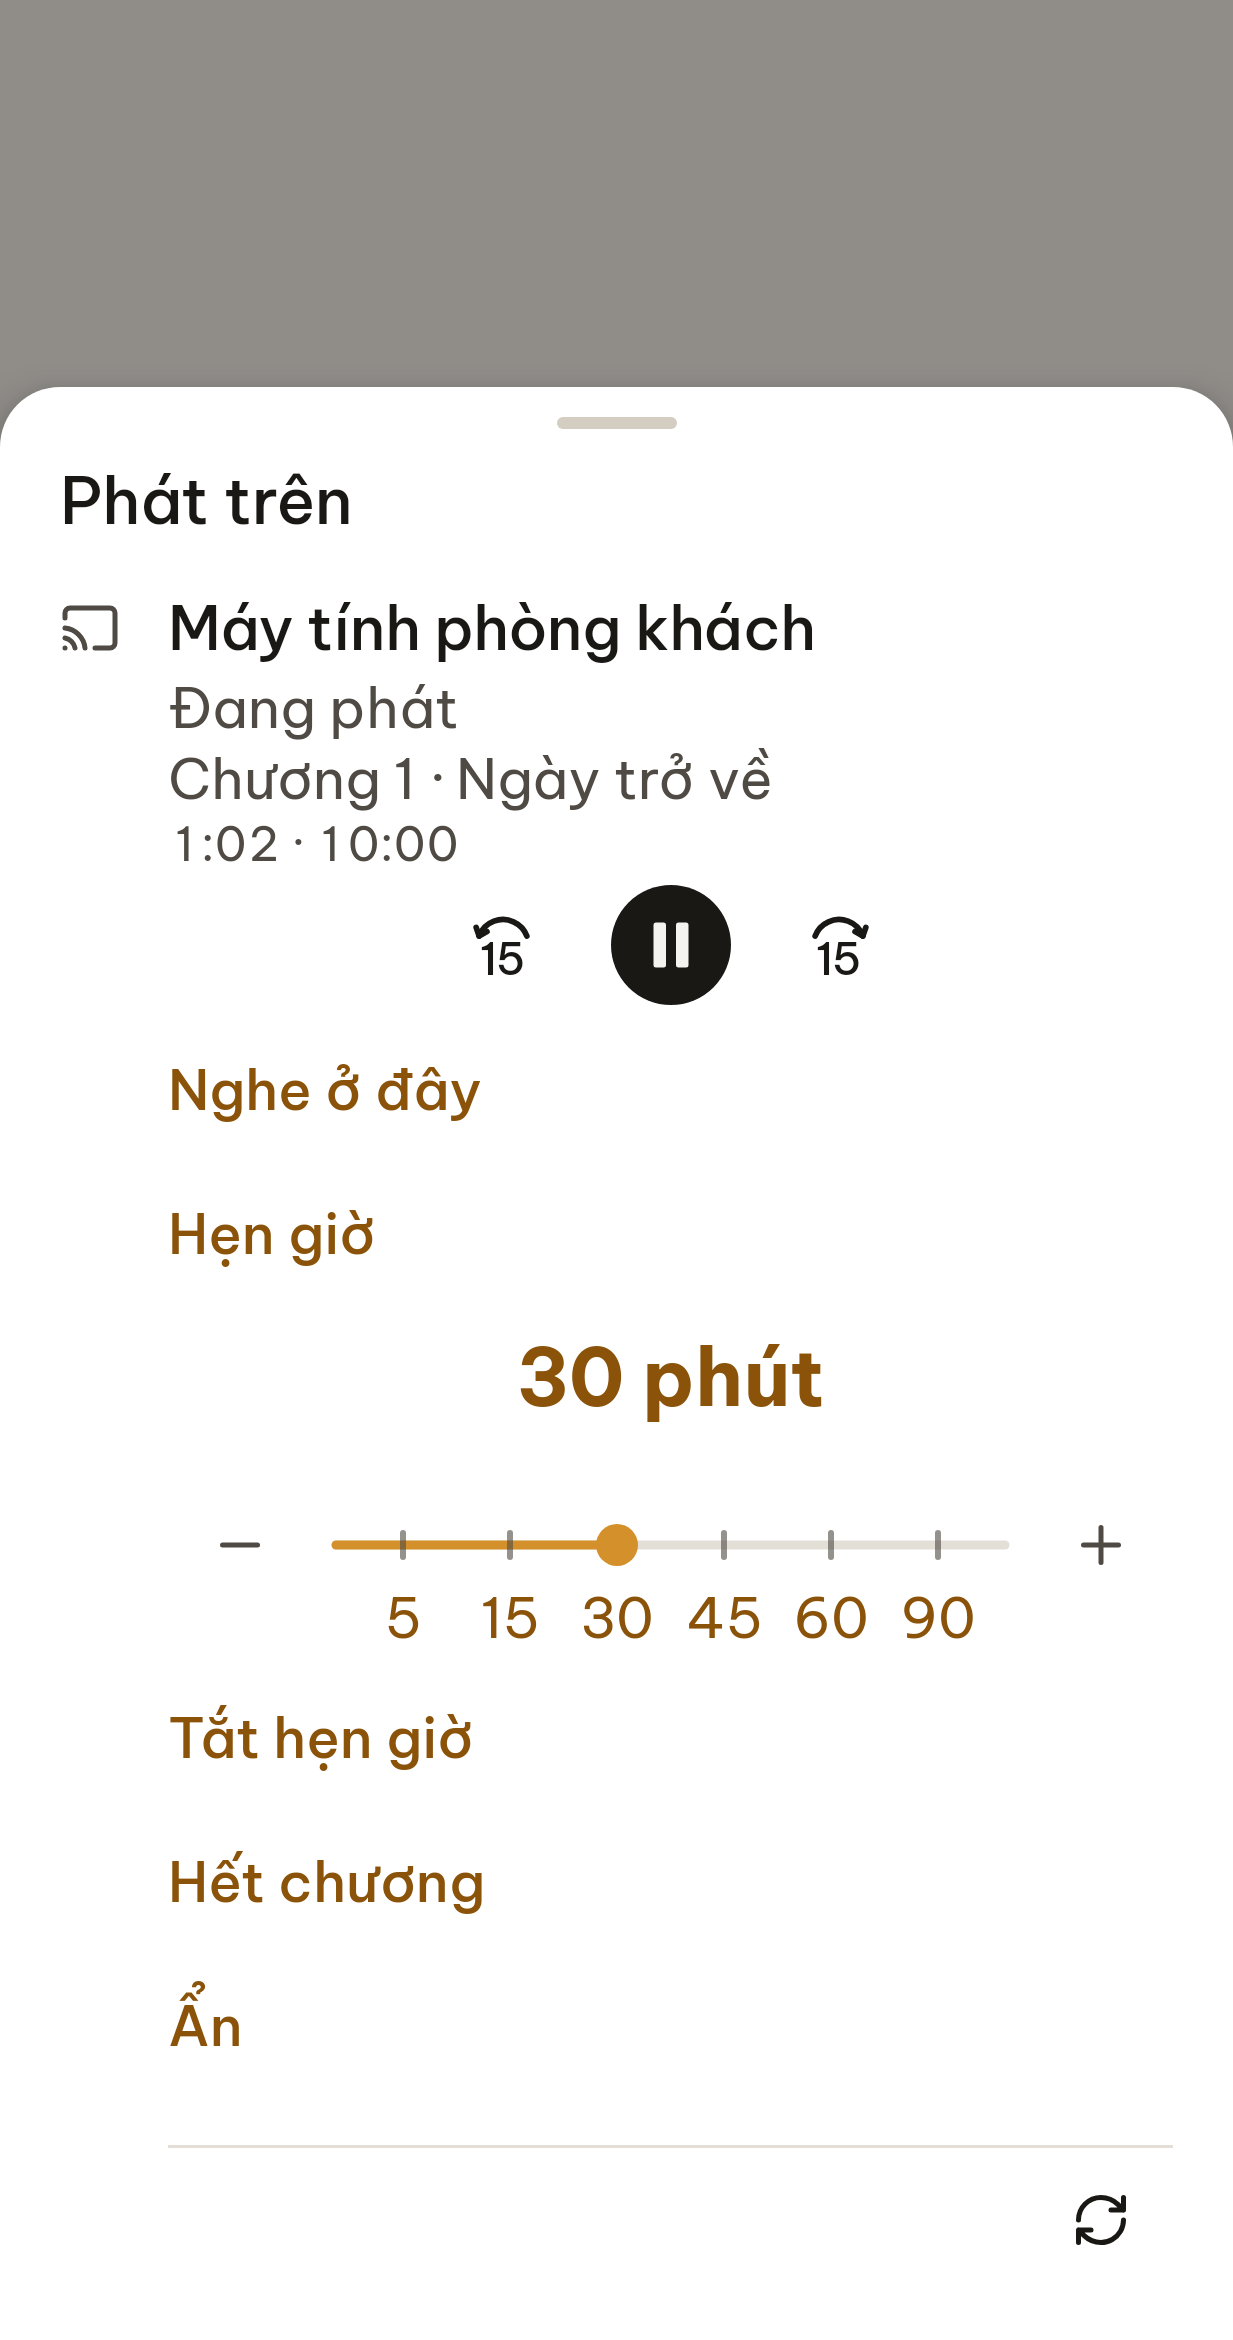 Phát trên
Máy tính phòng khách
Đang phát
Chương 1 · Ngày trở về
1:02 · 10:00
15 15
Nghe ở đây
Hẹn giờ
30 phút
5 15 30 45 60 90
Tắt hẹn giờ
Hết chương
Ẩn